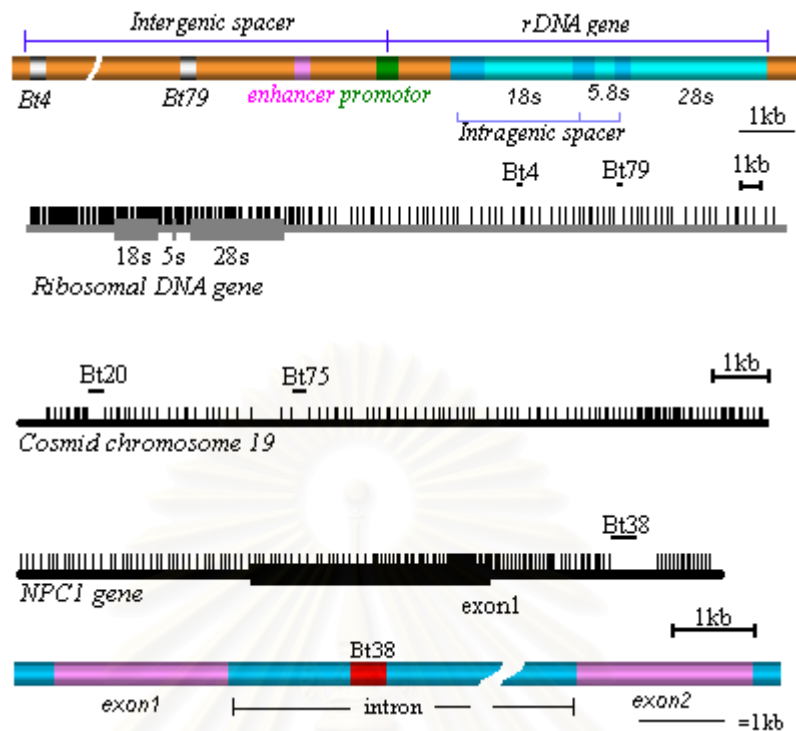 Intergenic spacer rDNA gene
Bt4 Bt79 enhancer promotor 18s 5.8s 28s
Intragenic spacer 1kb
Bt4 Bt79 1kb
18s 5s 28s
Ribosomal DNA gene
Bt20 Bt75 1kb
Cosmid chromosome 19
Bt38
NPC1 gene exon1
1kb
Bt38
exon1 intron exon2
=1kb